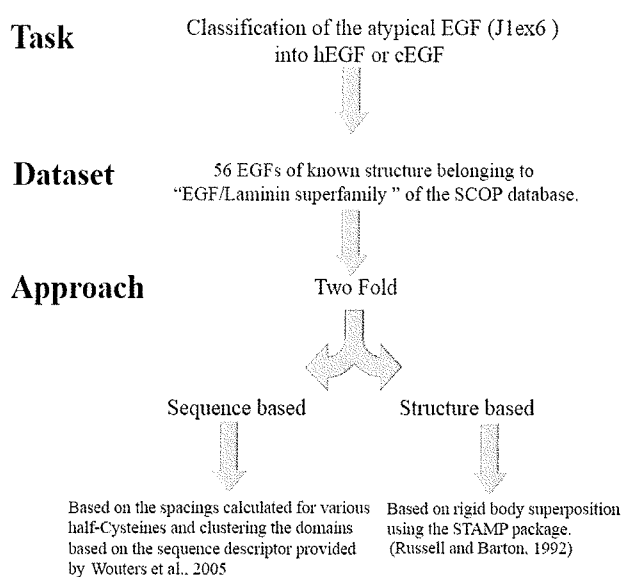 Task
Classification of the atypical EGF (J1ex6 )
into hEGF or cEGF
Dataset
56 EGFs of known structure belonging to
“EGF/Laminin superfamily ” of the SCOP database.
Approach
Two Fold
Sequence based
Structure based
Based on the spacings calculated for various
half-Cysteines and clustering the domains
based on the sequence descriptor provided
by Wouters et al., 2005
Based on rigid body superposition
using the STAMP package.
(Russell and Barton, 1992)